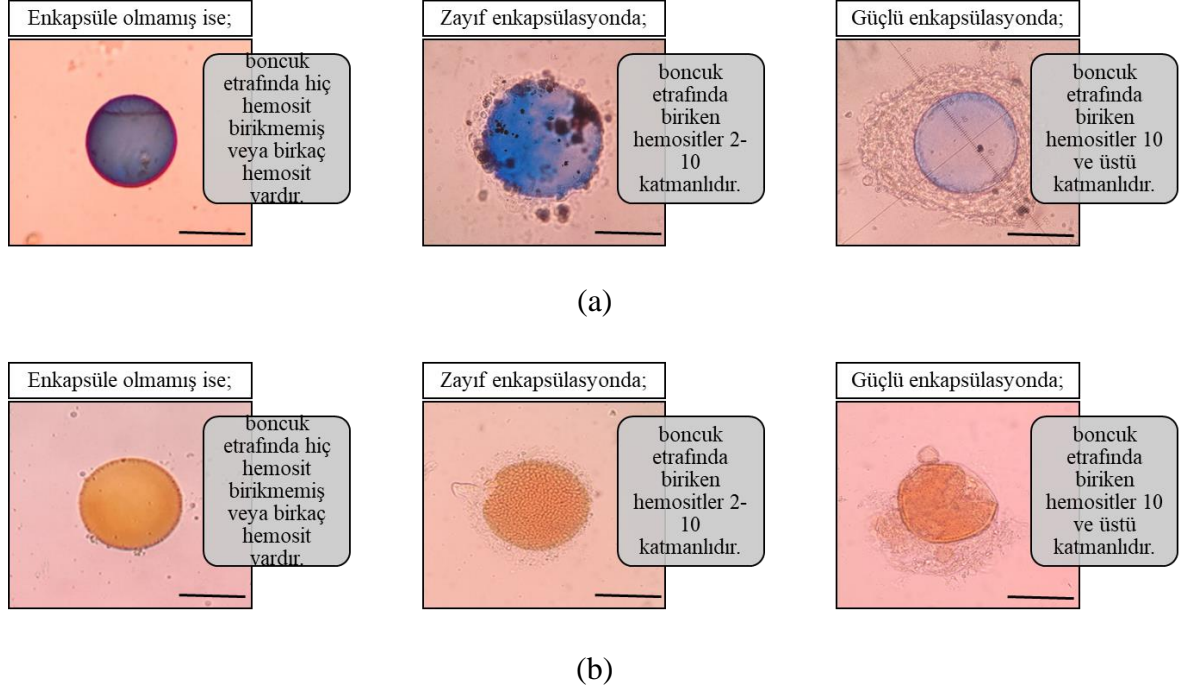 Enkapsüle olmamış ise;
boncuk
etrafında hiç
hemosit
birikmemiş
veya birkaç
hemosit
vardır.
Zayıf enkapsülasyonda;
boncuk
etrafında
biriken
hemositler 2-
10
katmanlıdır.
Güçlü enkapsülasyonda;
boncuk
etrafında
biriken
hemositler 10
ve üstü
katmanlıdır.
(a)
Enkapsüle olmamış ise;
boncuk
etrafında hiç
hemosit
birikmemiş
veya birkaç
hemosit
vardır.
Zayıf enkapsülasyonda;
boncuk
etrafında
biriken
hemositler 2-
10
katmanlıdır.
Güçlü enkapsülasyonda;
boncuk
etrafında
biriken
hemositler 10
ve üstü
katmanlıdır.
(b)